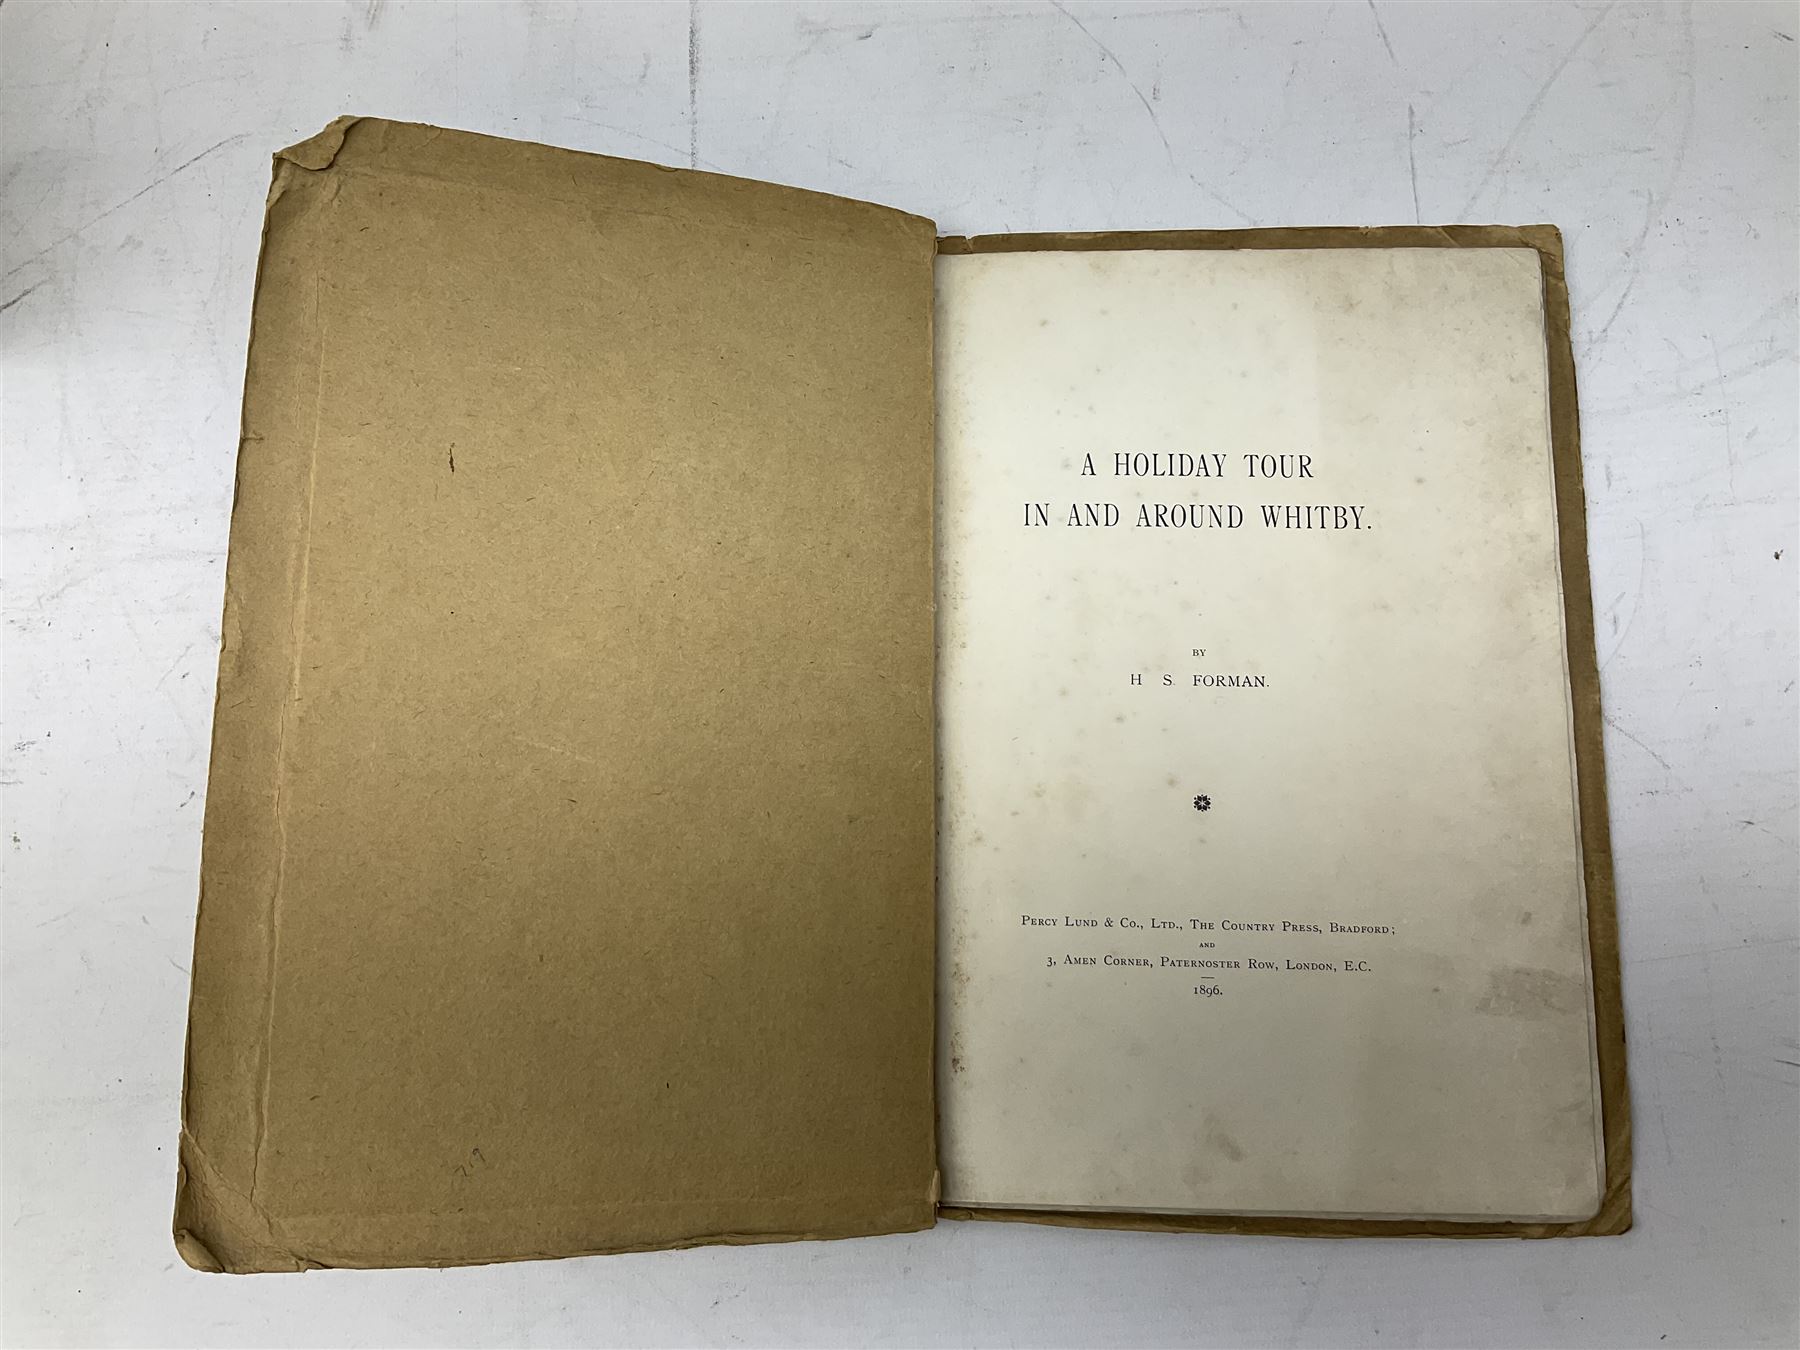 A HOLIDAY TOUR
IN AND AROUND WHITBY.
BY
H S. FORMAN.
PERCY LUND & CO., LTD., THE COUNTRY PRESS, BRADFORD;
AND
3, AMEN CORNER, PATERNOSTER ROW, LONDON, E.C.
1896.